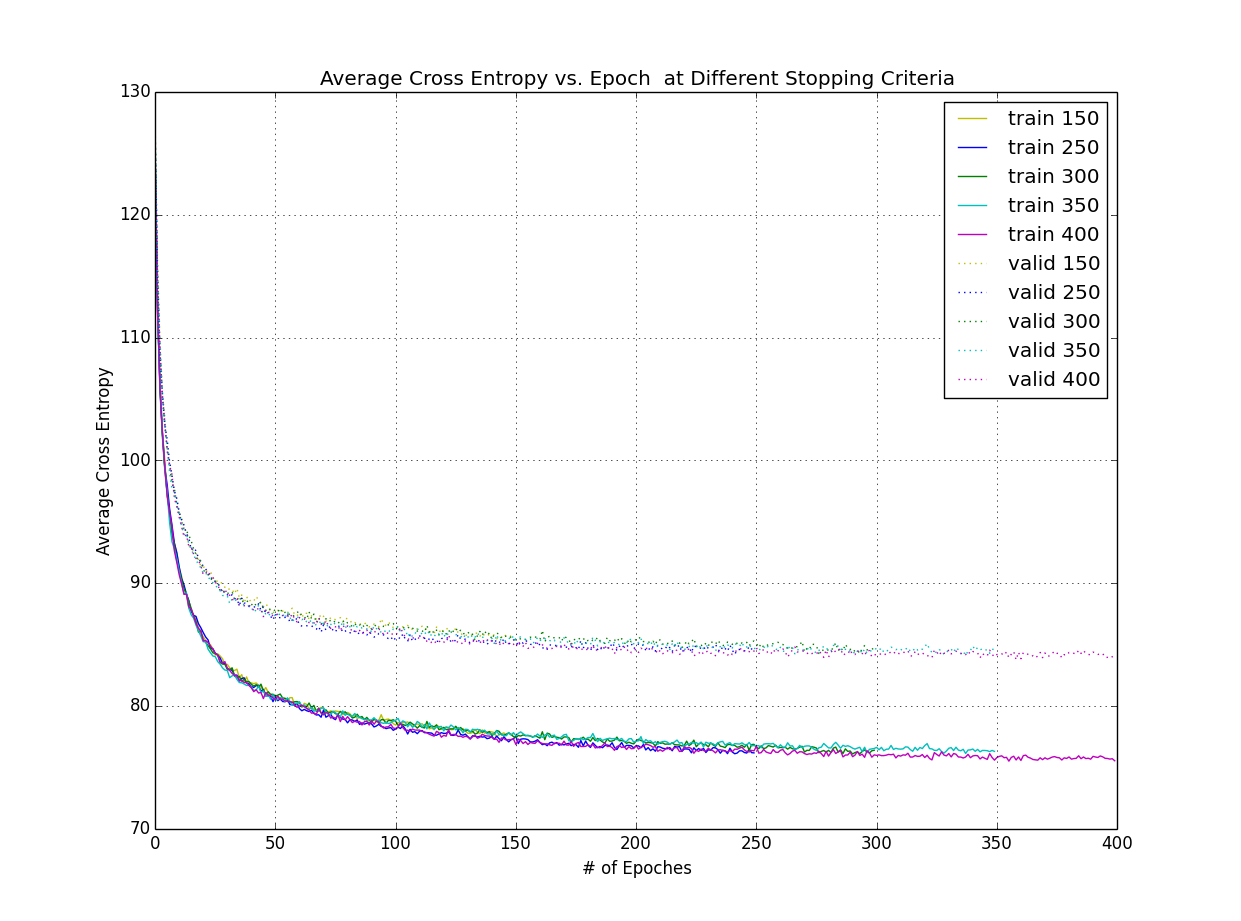 Average Cross Entropy vs. Epoch  at Different Stopping Criteria
130
120
110
100
90
80
70
Average Cross Entropy
0 50 100 150 200 250 300 350 400
# of Epoches
train 150
train 250
train 300
train 350
train 400
valid 150
valid 250
valid 300
valid 350
valid 400